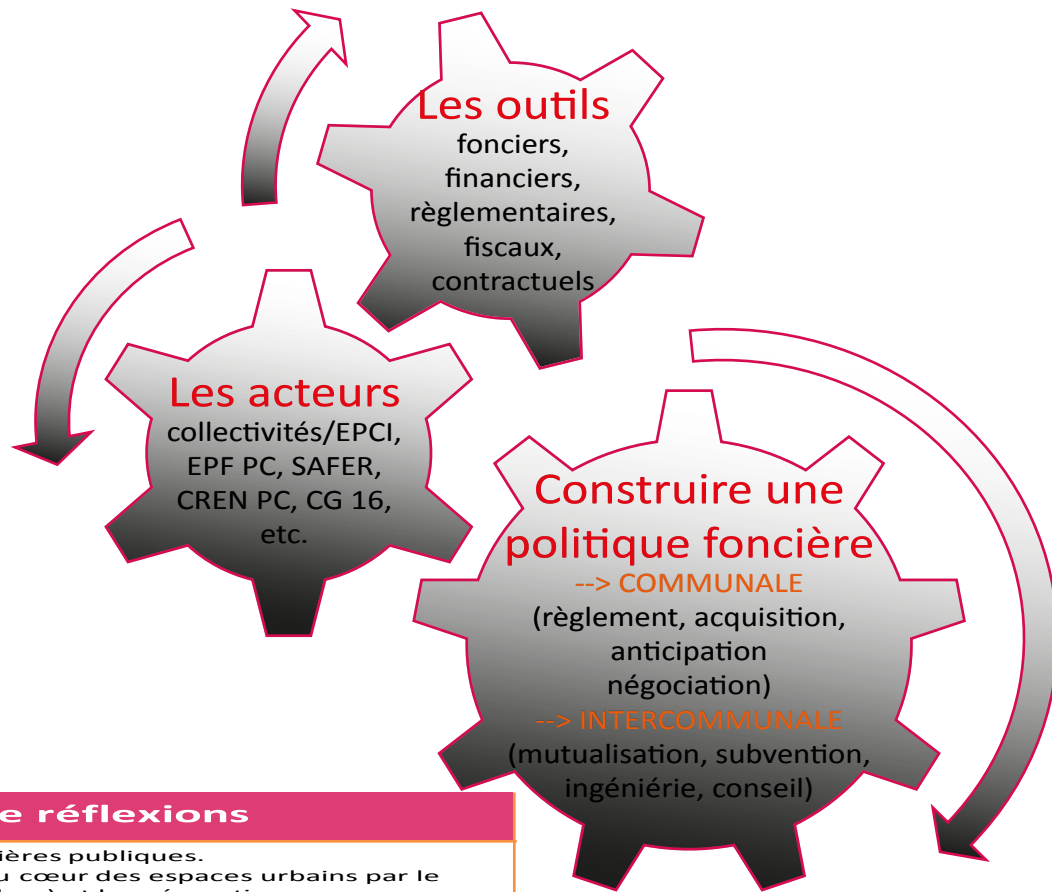 Les outils
fonciers,
financiers,
règlementaires,
fiscaux,
contractuels
Les acteurs
collectivités/EPCI,
EPF PC, SAFER,
CREN PC, CG 16,
etc.
Construire une
politique foncière
--> COMMUNALE
(règlement, acquisition,
anticipation
négociation)
--> INTERCOMMUNALE
(mutualisation, subvention,
ingéniérie, conseil)
e réflexions
ières publiques.
u cœur des espaces urbains par le